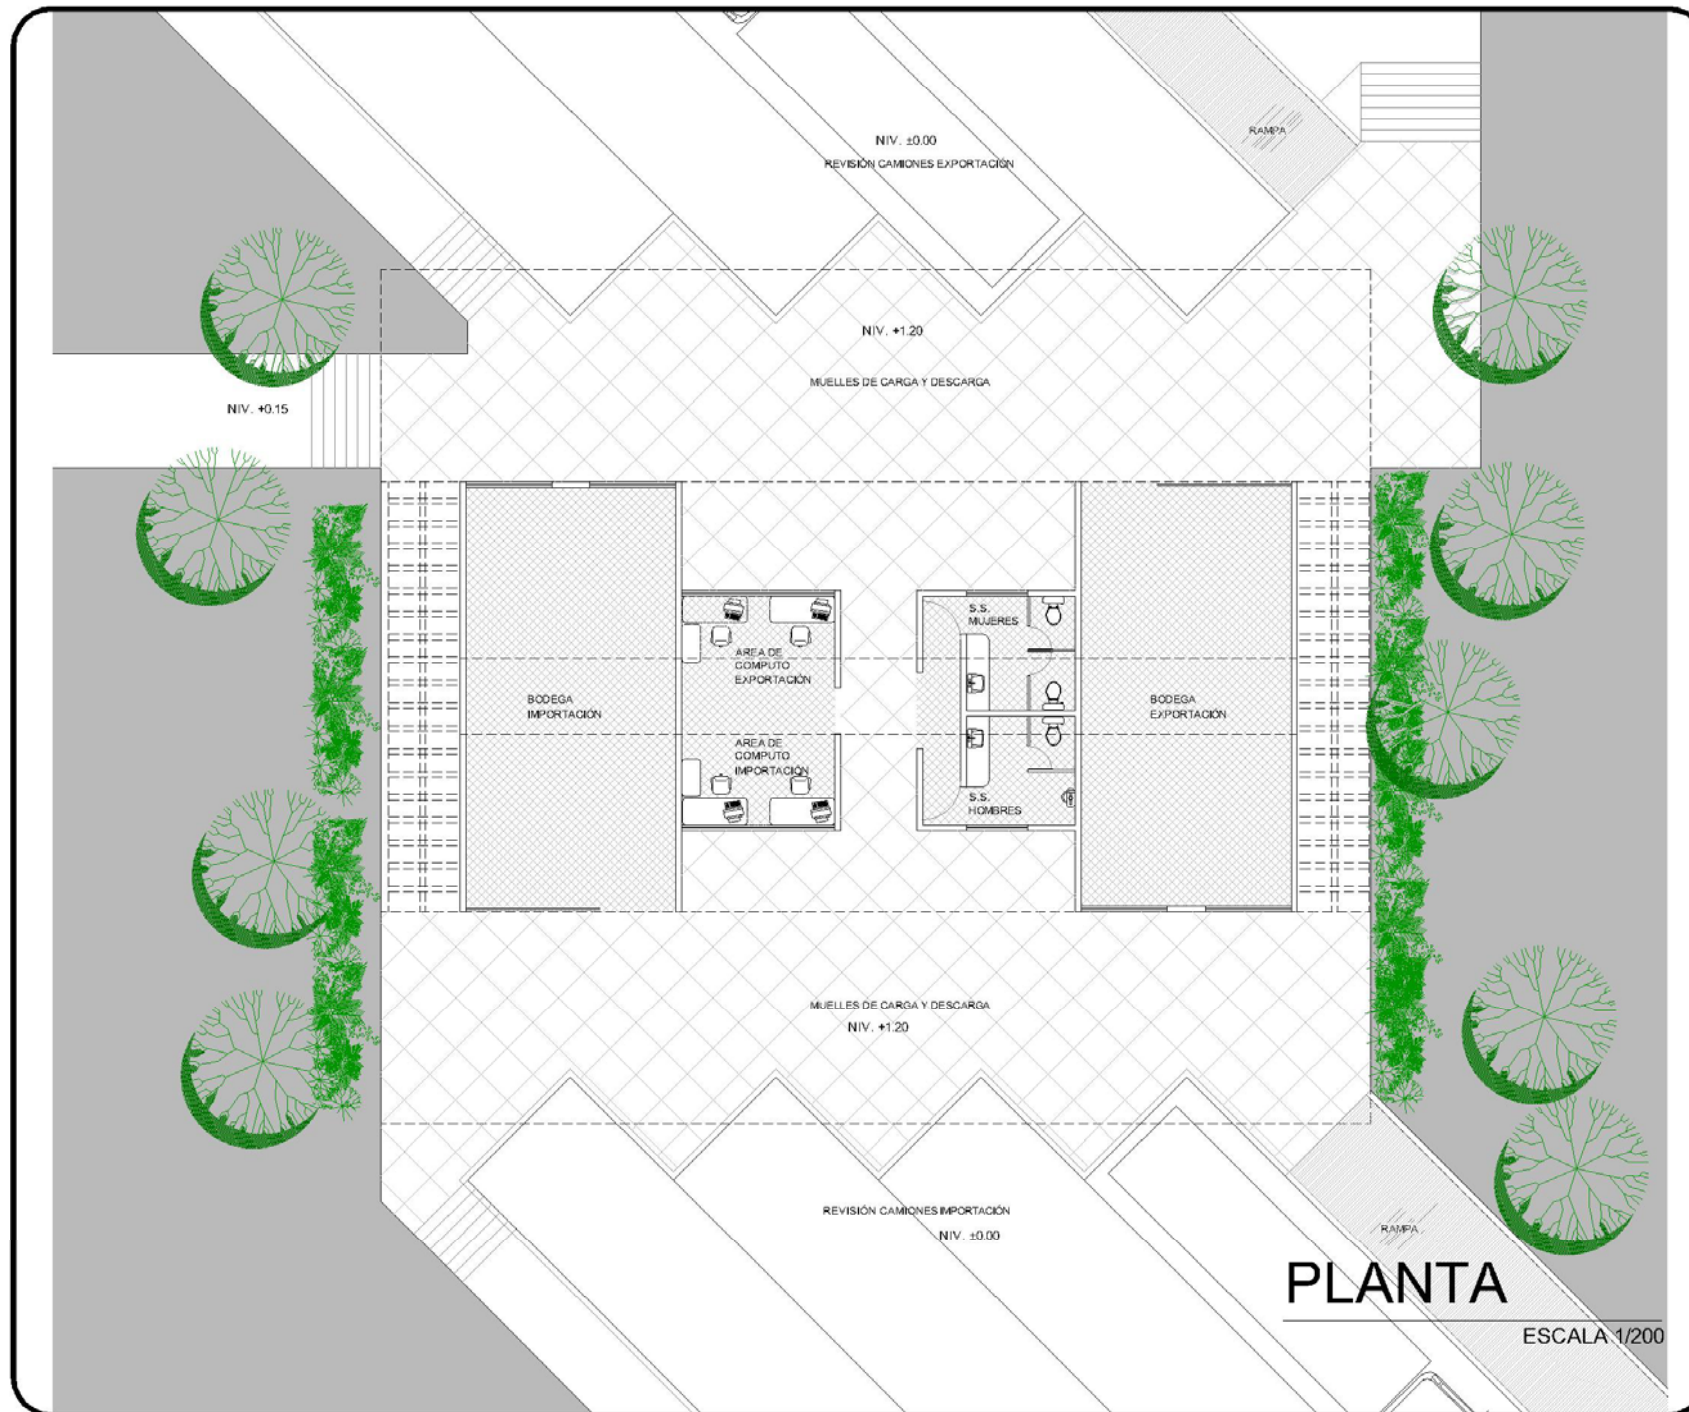 RAMPA
NIV. ±0.00
REVISIÓN CAMIONES EXPORTACIÓN
NIV. +1.20
MUELLES DE CARGA Y DESCARGA
NIV. +0.15
S.S.
MUJERES
AREA DE
COMPUTO
EXPORTACIÓN
BODEGA
IMPORTACIÓN
BODEGA
EXPORTACIÓN
AREA DE
COMPUTO
IMPORTACIÓN
S.S.
HOMBRES
MUELLES DE CARGA Y DESCARGA
NIV. +1.20
REVISIÓN CAMIONES IMPORTACIÓN
NIV. ±0.00
RAMPA
PLANTA
ESCALA 1/200